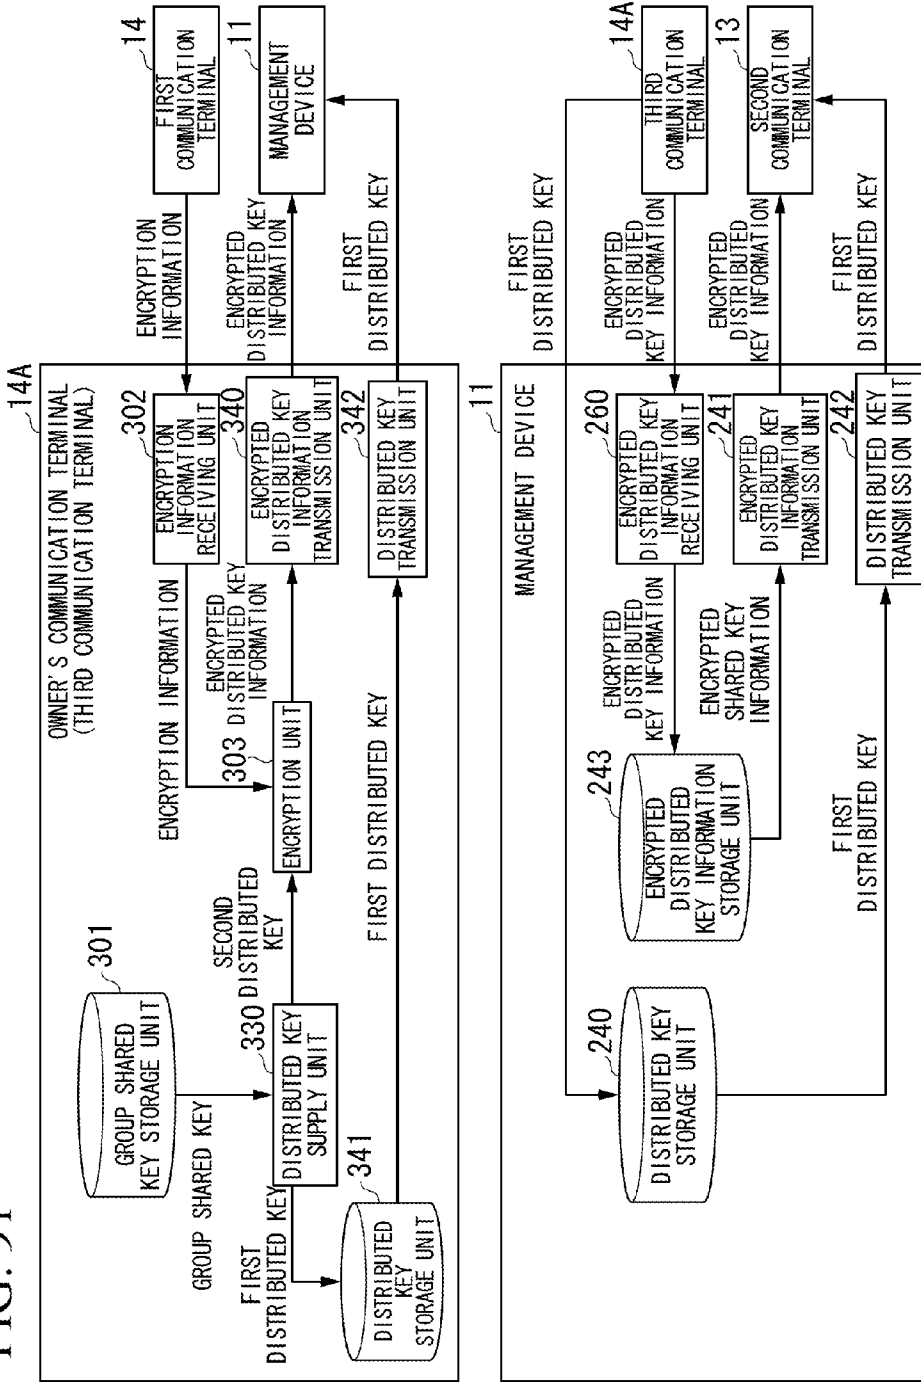 14A
OWNER'S COMMUNICATION TERMINAL
(THIRD COMMUNICATION TERMINAL)
301
GROUP SHARED
KEY STORAGE UNIT
GROUP SHARED KEY
330
DISTRIBUTED KEY
SUPPLY UNIT
FIRST
DISTRIBUTED KEY
341
DISTRIBUTED
KEY
STORAGE UNIT
SECOND
DISTRIBUTED
KEY
303
ENCRYPTION UNIT
ENCRYPTION INFORMATION
ENCRYPTED
DISTRIBUTED KEY
INFORMATION
FIRST DISTRIBUTED KEY
302
ENCRYPTION
INFORMATION
RECEIVING UNIT
340
ENCRYPTED
DISTRIBUTED KEY
INFORMATION
TRANSMISSION UNIT
342
DISTRIBUTED KEY
TRANSMISSION UNIT
ENCRYPTION
INFORMATION
ENCRYPTED
DISTRIBUTED KEY
INFORMATION
FIRST
DISTRIBUTED KEY
14
FIRST
COMMUNICATION
TERMINAL
11
MANAGEMENT
DEVICE
11
MANAGEMENT DEVICE
240
DISTRIBUTED KEY
STORAGE UNIT
243
ENCRYPTED
DISTRIBUTED
KEY INFORMATION
STORAGE UNIT
ENCRYPTED
DISTRIBUTED
KEY INFORMATION
ENCRYPTED
SHARED KEY
INFORMATION
FIRST
DISTRIBUTED KEY
260
ENCRYPTED
DISTRIBUTED KEY
INFORMATION
RECEIVING UNIT
241
ENCRYPTED
DISTRIBUTED KEY
INFORMATION
TRANSMISSION UNIT
242
DISTRIBUTED KEY
TRANSMISSION UNIT
FIRST
DISTRIBUTED KEY
ENCRYPTED
DISTRIBUTED
KEY INFORMATION
ENCRYPTED
DISTRIBUTED
KEY INFORMATION
FIRST
DISTRIBUTED KEY
14A
THIRD
COMMUNICATION
TERMINAL
13
SECOND
COMMUNICATION
TERMINAL